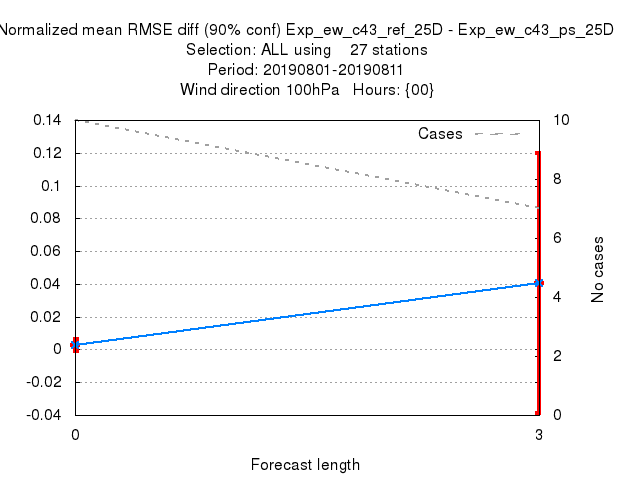 Normalized mean RMSE diff (90% conf) Exp_ew_c43_ref_25D - Exp_ew_c43_ps_25D
Selection: ALL using 27 stations
Period: 20190801-20190811
Wind direction 100hPa Hours: {00}
0.14
0.12
0.1
0.08
0.06
0.04
0.02
0
-0.02
-0.04
Cases
10
8
6
4
2
0
No cases
0
3
Forecast length